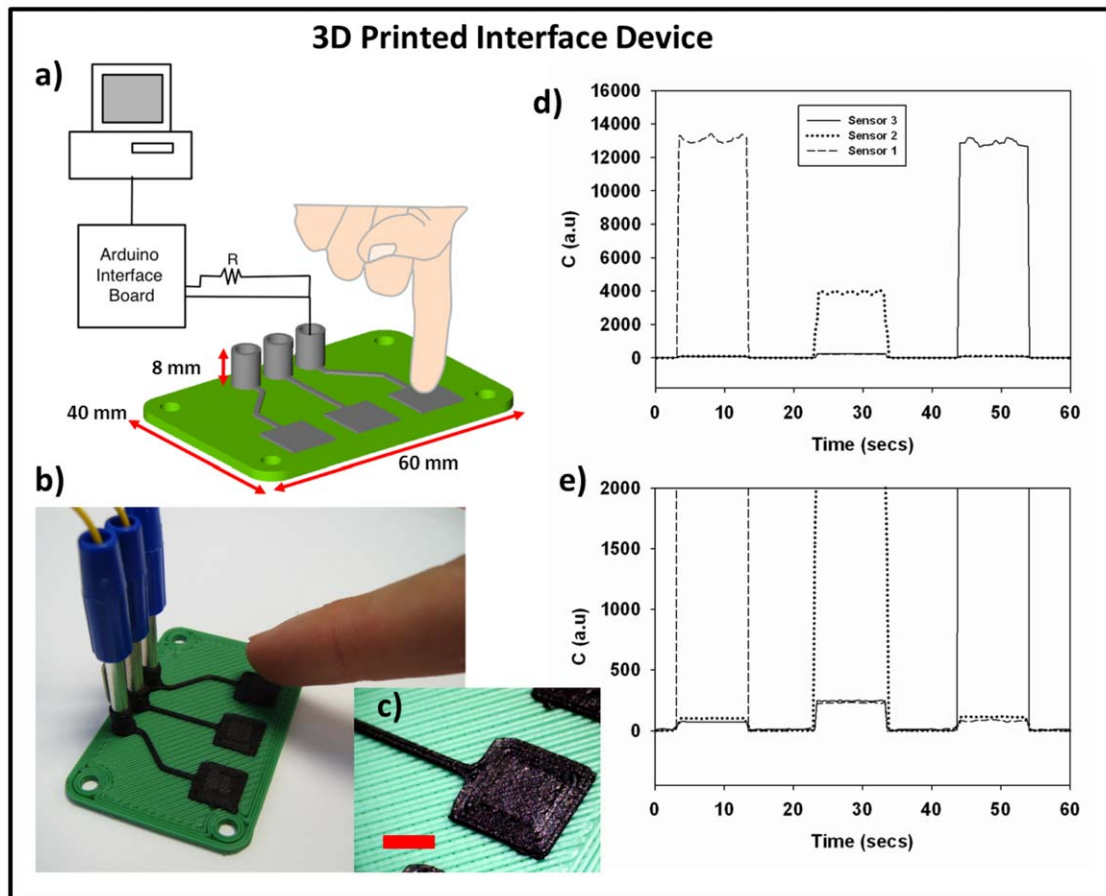 3D Printed Interface Device
a)
Arduino
Interface
Board
R
8 mm
40 mm
60 mm
b)
c)
d)
16000
14000
12000
10000
8000
6000
4000
2000
0
C (a.u)
Sensor 3
Sensor 2
Sensor 1
0 10 20 30 40 50 60
Time (secs)
e)
2000
1500
1000
500
0
C (a.u)
0 10 20 30 40 50 60
Time (secs)